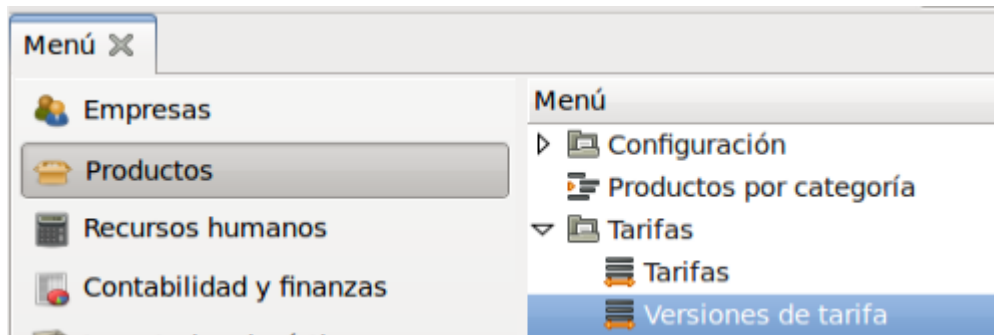 Menú
Empresas
Productos
Recursos humanos
Contabilidad y finanzas
Menú
Configuración
Productos por categoría
Tarifas
Tarifas
Versiones de tarifa